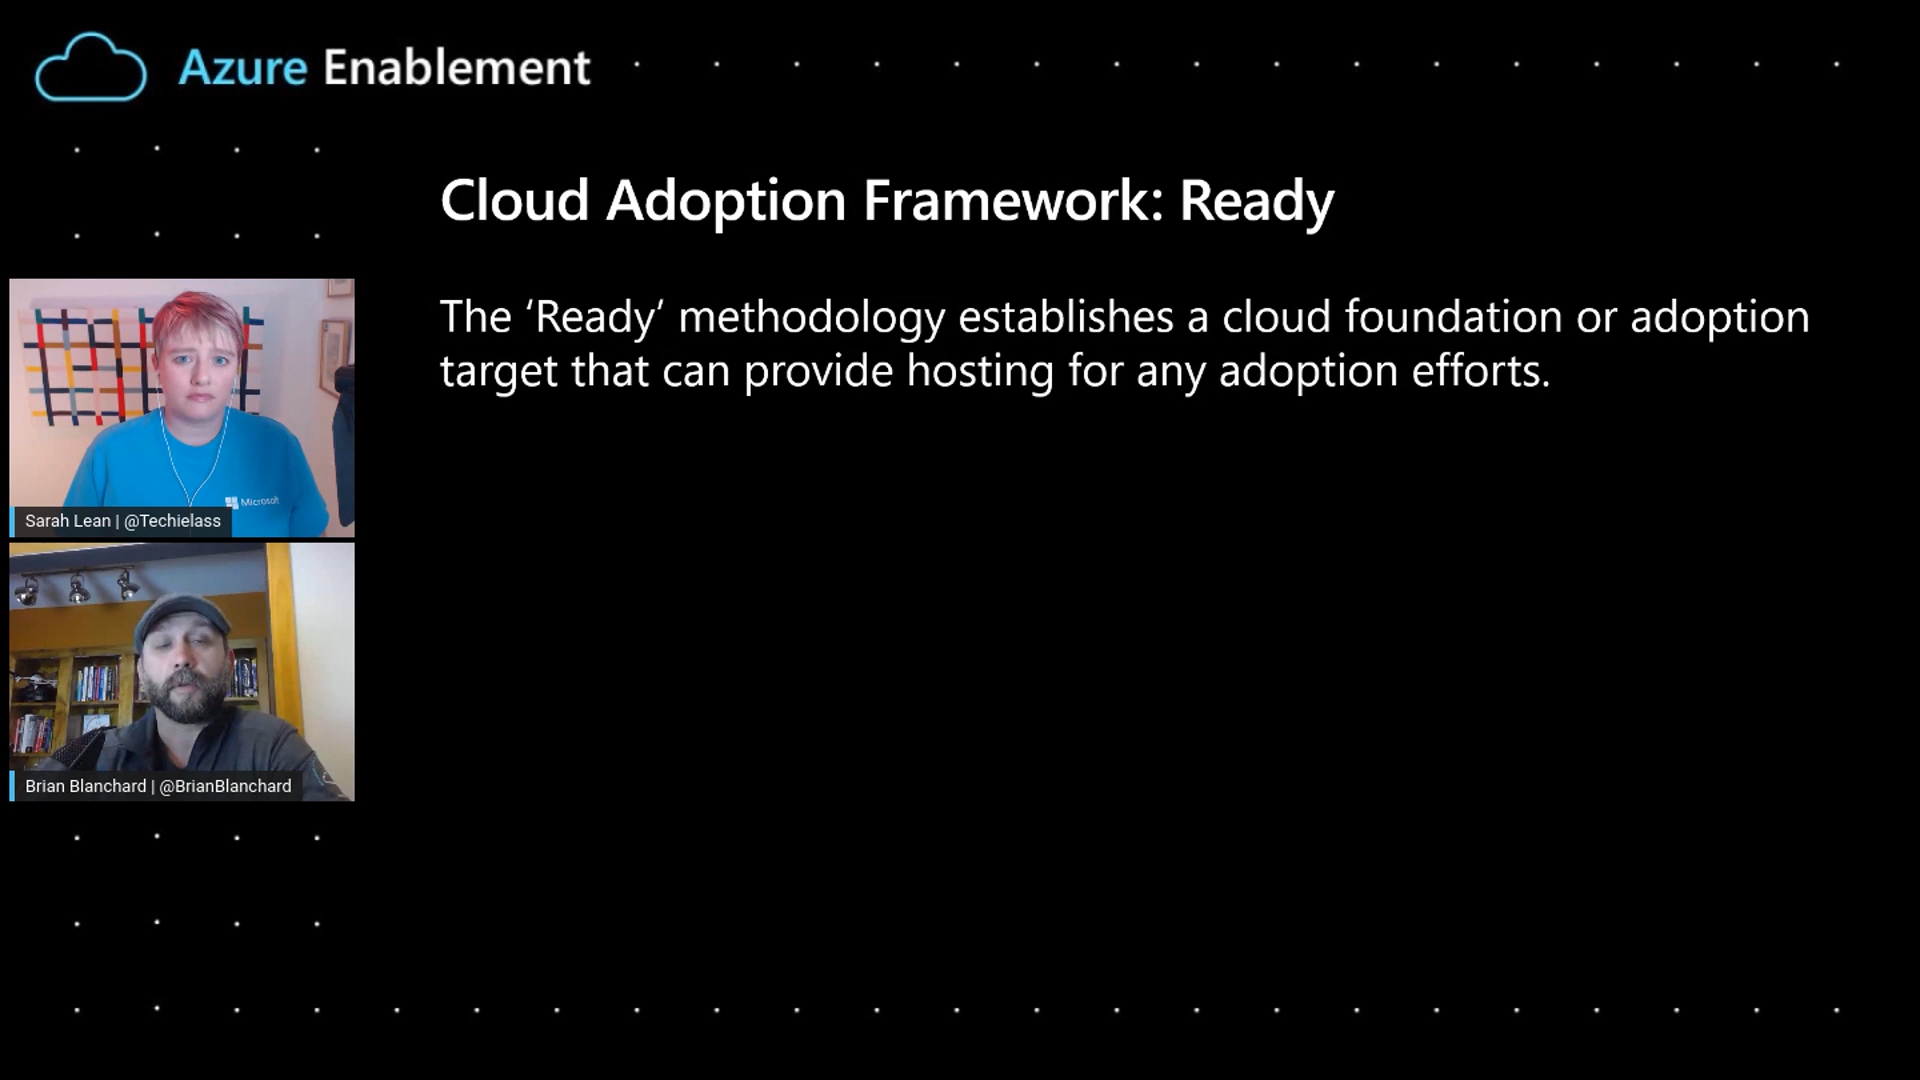 Azure Enablement
Cloud Adoption Framework: Ready
The ‘Ready’ methodology establishes a cloud foundation or adoption
target that can provide hosting for any adoption efforts.
Microsoft
Sarah Lean | @Techielass
Brian Blanchard | @BrianBlanchard